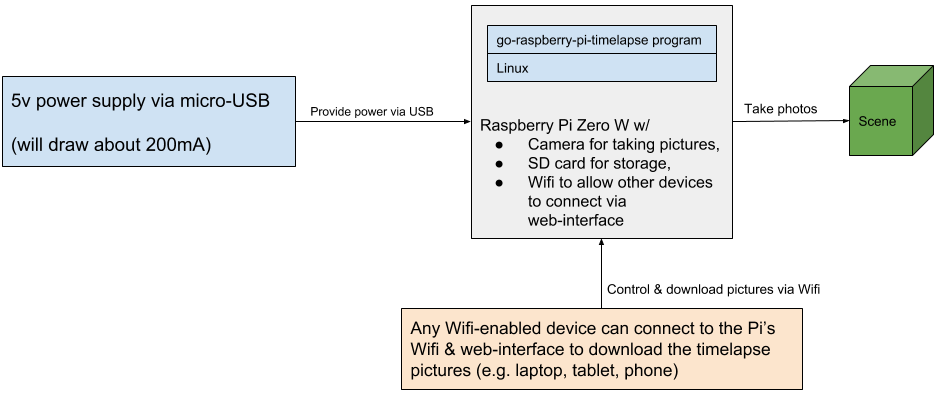 5v power supply via micro-USB
(will draw about 200mA)
Provide power via USB
go-raspberry-pi-timelapse program
Linux
Raspberry Pi Zero W w/
● Camera for taking pictures,
● SD card for storage,
● Wifi to allow other devices
to connect via
web-interface
Take photos
Scene
Control & download pictures via Wifi
Any Wifi-enabled device can connect to the Pi's
Wifi & web-interface to download the timelapse
pictures (e.g. laptop, tablet, phone)